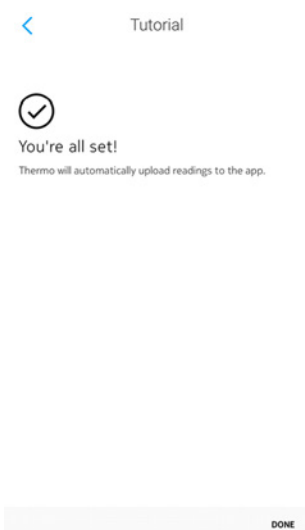 Tutorial
You're all set!
Thermo will automatically upload readings to the app.
DONE